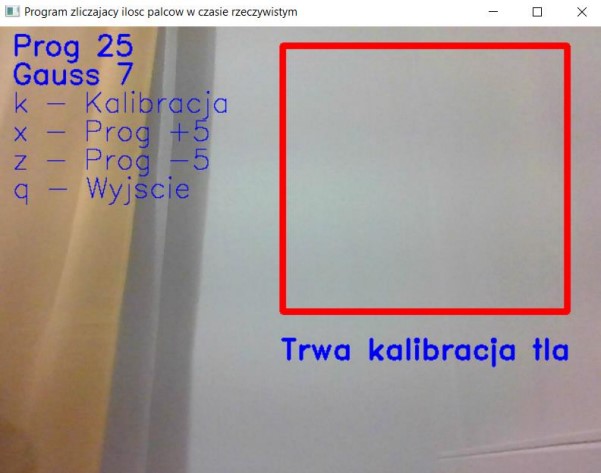 Program zliczajacy ilosc palcow w czasie rzeczywistym
Prog 25
Gauss 7
k - Kalibracja
x - Prog +5
z - Prog -5
q - Wyjscie
Trwa kalibracja tla